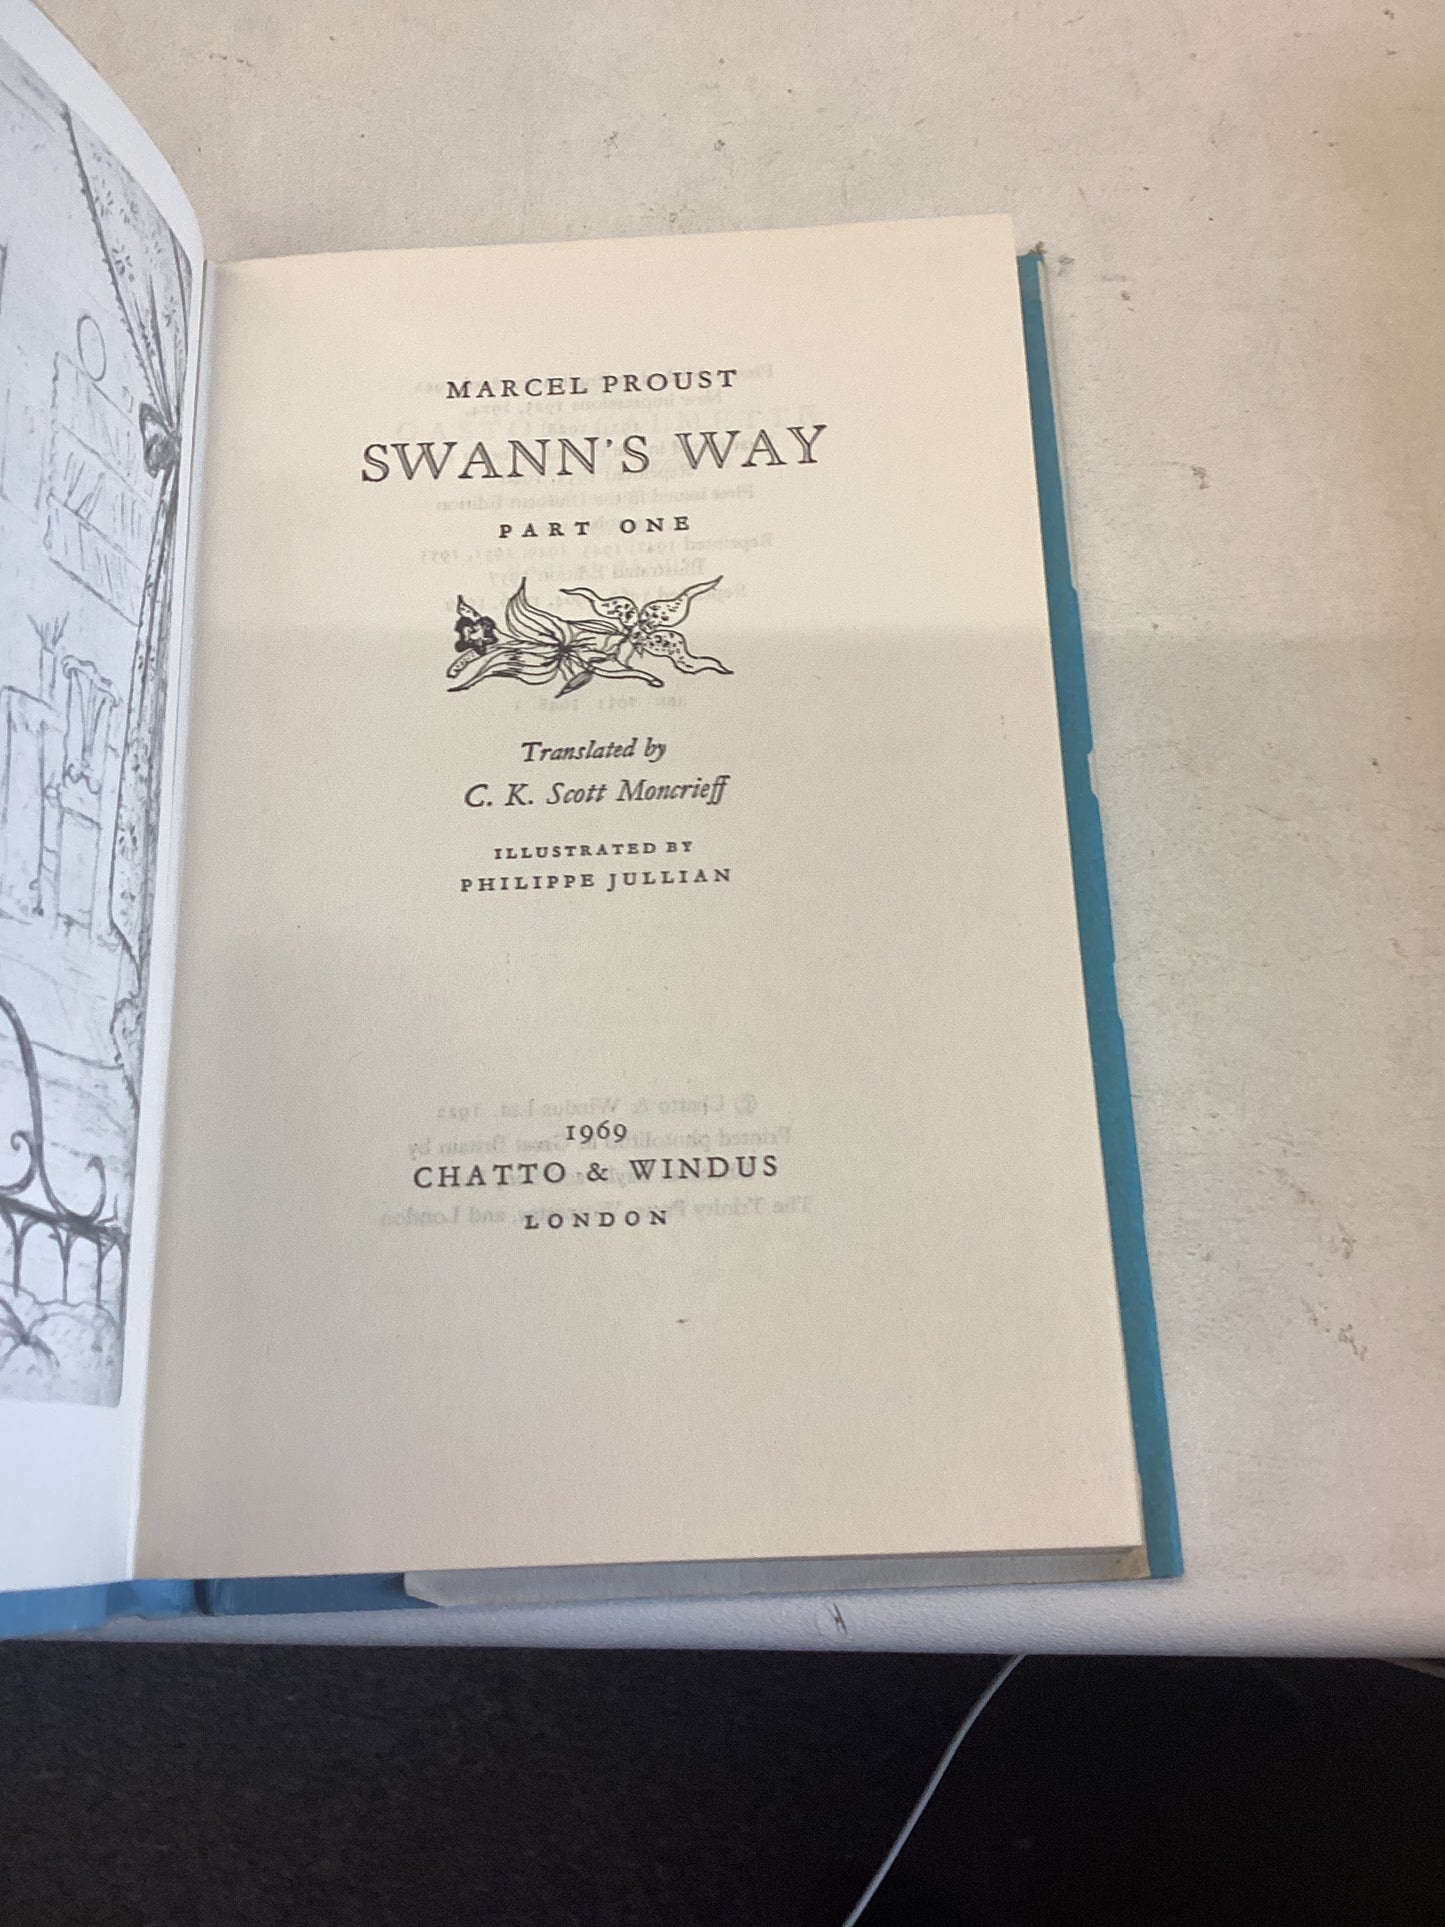 MARCEL PROUST
SWANN'S WAY
PART ONE
Translated by
C. K. Scott Moncrieff
ILLUSTRATED BY
PHILIPPE JULLIAN
1969
CHATTO & WINDUS
LONDON